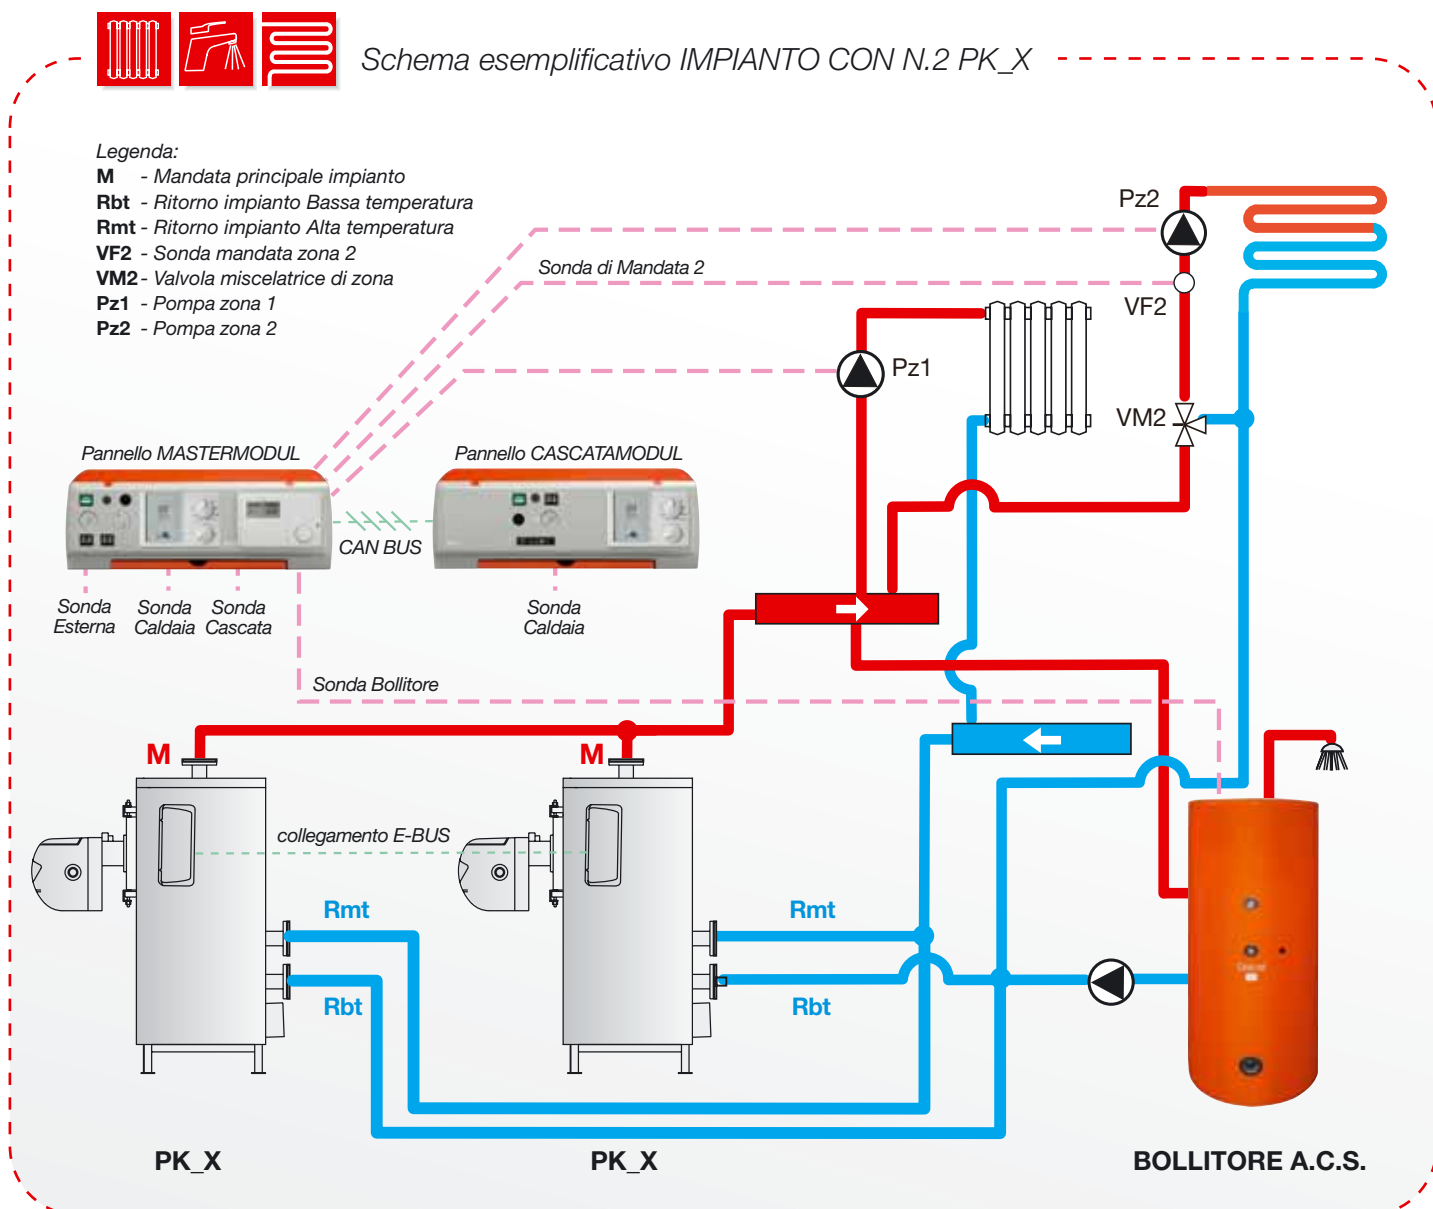 Schema esemplificativo IMPIANTO CON N.2 PK_X
Legenda:
M - Mandata principale impianto
Rbt - Ritorno impianto Bassa temperatura
Rmt - Ritorno impianto Alta temperatura
VF2 - Sonda mandata zona 2
VM2 - Valvola miscelatrice di zona
Pz1 - Pompa zona 1
Pz2 - Pompa zona 2
Pz2
Sonda di Mandata 2
VF2
Pz1
VM2
Pannello MASTERMODUL
Pannello CASCATAMODUL
CAN BUS
Sonda
Esterna
Sonda
Caldaia
Sonda
Cascata
Sonda
Caldaia
Sonda Bollitore
M
M
collegamento E-BUS
Rmt
Rmt
Rbt
Rbt
PK_X
PK_X
BOLLITORE A.C.S.